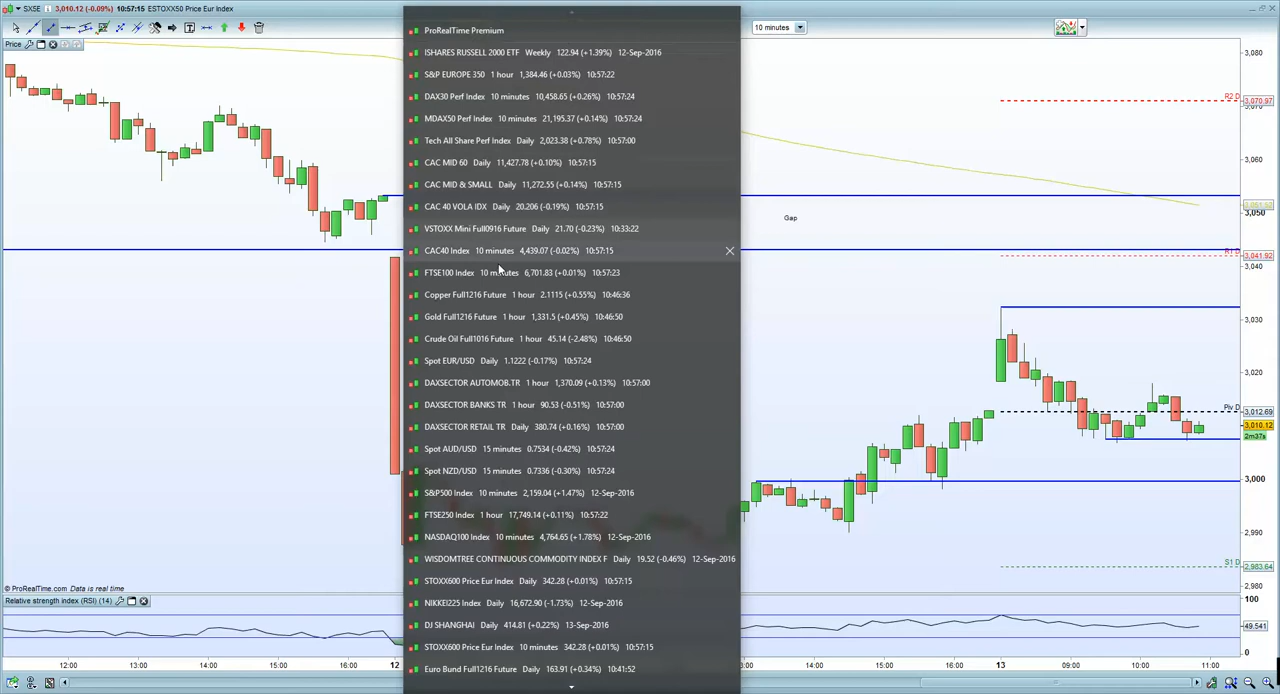 SX5E 3,010.12 (-0.09%) 10:57:15 ESTOXX50 Price Eur Index
10 minutes
Price
ProRealTime Premium
ISHARES RUSSELL 2000 ETF Weekly 122.94 (+1.39%) 12-Sep-2016
S&P EUROPE 350 1 hour 1,384.46 (+0.03%) 10:57:22
DAX30 Perf Index 10 minutes 10,458.65 (+0.26%) 10:57:24
MDAX50 Perf Index 10 minutes 21,195.37 (+0.14%) 10:57:24
Tech All Share Perf Index Daily 2,023.38 (+0.78%) 10:57:00
CAC MID 60 Daily 11,427.78 (+0.10%) 10:57:15
CAC MID & SMALL Daily 11,272.55 (+0.14%) 10:57:15
CAC 40 VOLA IDX Daily 20.206 (-0.19%) 10:57:15
VSTOXX Mini Full0916 Future Daily 21.70 (-0.23%) 10:33:22
CAC40 Index 10 minutes 4,439.07 (-0.02%) 10:57:15
FTSE100 Index 10 minutes 6,701.83 (+0.01%) 10:57:23
Copper Full1216 Future 1 hour 2.1115 (+0.55%) 10:46:36
Gold Full1216 Future 1 hour 1,331.5 (+0.45%) 10:46:50
Crude Oil Full1016 Future 1 hour 45.14 (-2.48%) 10:46:50
Spot EUR/USD Daily 1.1222 (-0.17%) 10:57:24
DAXSECTOR AUTOMOB.TR 1 hour 1,370.09 (+0.13%) 10:57:00
DAXSECTOR BANKS TR 1 hour 90.53 (-0.51%) 10:57:00
DAXSECTOR RETAIL TR Daily 380.74 (+0.16%) 10:57:00
Spot AUD/USD 15 minutes 0.7534 (-0.42%) 10:57:24
Spot NZD/USD 15 minutes 0.7336 (-0.30%) 10:57:24
S&P500 Index 10 minutes 2,159.04 (+1.47%) 12-Sep-2016
FTSE250 Index 1 hour 17,749.14 (+0.11%) 10:57:22
NASDAQ100 Index 10 minutes 4,764.65 (+1.78%) 12-Sep-2016
WISDOMTREE CONTINUOUS COMMODITY INDEX F Daily 19.52 (-0.46%) 12-Sep-2016
STOXX600 Price Eur Index Daily 342.28 (+0.01%) 10:57:15
NIKKEI225 Index Daily 16,672.90 (-1.73%) 12-Sep-2016
DJ SHANGHAI Daily 414.81 (+0.22%) 13-Sep-2016
STOXX600 Price Eur Index 10 minutes 342.28 (+0.01%) 10:57:15
Euro Bund Full1216 Future Daily 163.91 (+0.34%) 10:41:52
Gap
3,080
3,070
R2 D 3,070.97
3,060
3,050
R1 D 3,041.92
3,040
3,030
3,020
Piv D 3,012.69
3,010.12
2m37s
3,000
2,990
S1 D 2,983.64
2,980
© ProRealTime.com Data is real time
Relative strength index (RSI) (14)
100
49.541
0
12:00 13:00 14:00 15:00 16:00 12 13:00 14:00 15:00 16:00 13 09:00 10:00 11:00